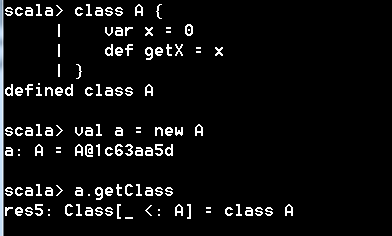 scala> class A {
     |     var x = 0
     |     def getX = x
     | }
defined class A

scala> val a = new A
a: A = A@1c63aa5d

scala> a.getClass
res5: Class[_ <: A] = class A